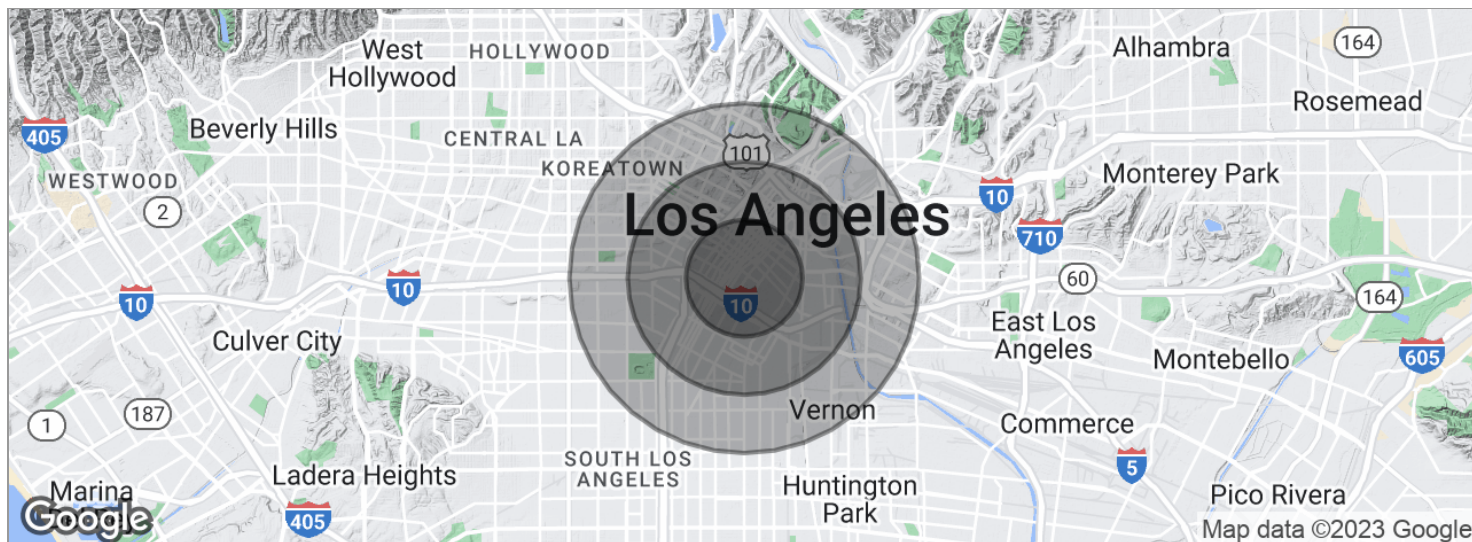 West
Hollywood
HOLLYWOOD
Alhambra
164
Rosemead
405
Beverly Hills
CENTRAL LA
101
KOREATOWN
WESTWOOD
Monterey Park
2
10
Los Angeles
710
10
60
10
10
164
Culver City
East Los
Angeles
Montebello
605
1
187
Vernon
Commerce
SOUTH LOS
ANGELES
5
Ladera Heights
Huntington
Park
Marina
Pico Rivera
405
Google
Map data ©2023 Google